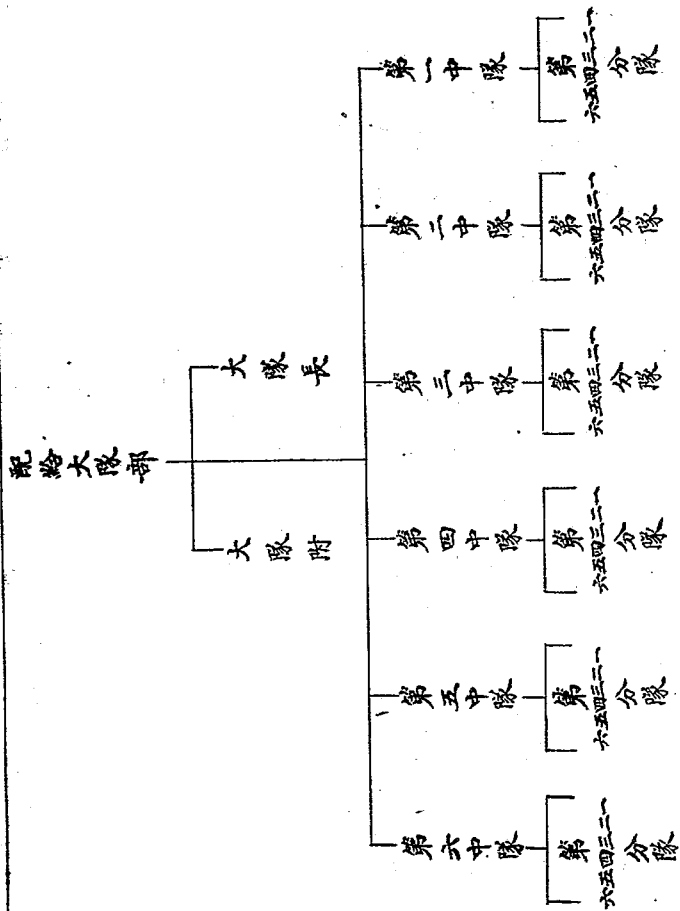 配給大隊部
大隊長
大隊附
第一中隊
第一二三四五六分隊
第二中隊
第一二三四五六分隊
第三中隊
第一二三四五六分隊
第四中隊
第一二三四五六分隊
第五中隊
第一二三四五六分隊
第六中隊
第一二三四五六分隊